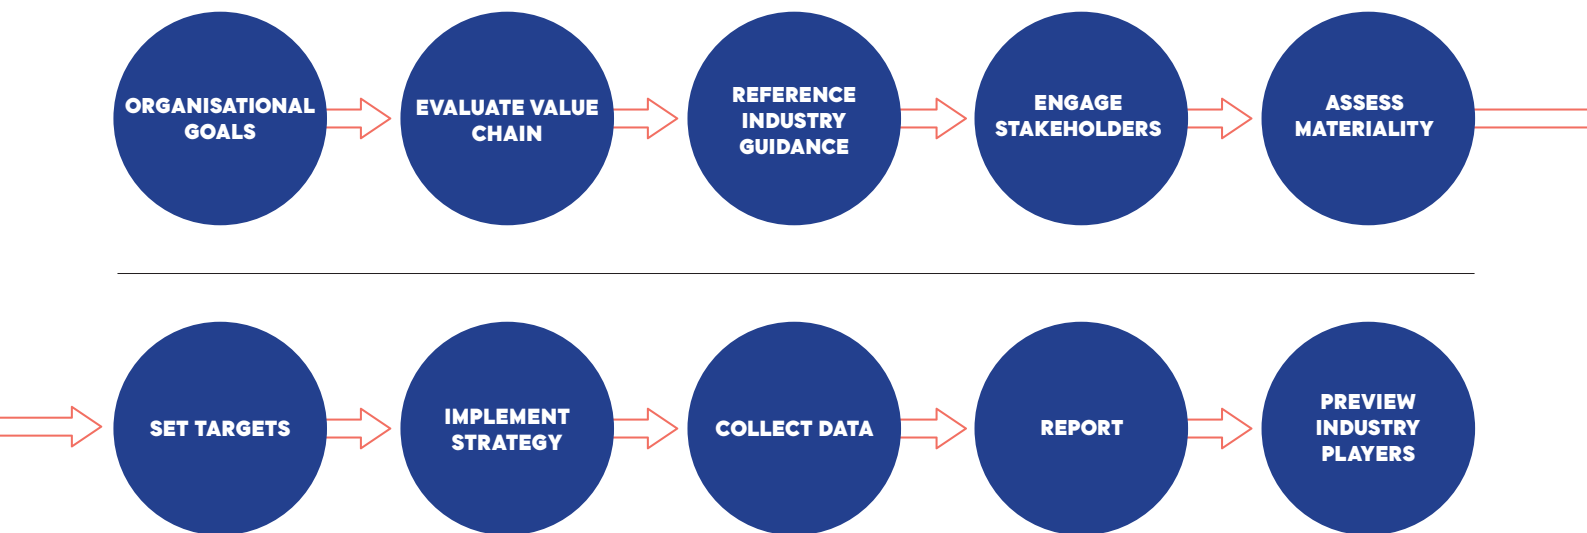 ORGANISATIONAL
GOALS
EVALUATE VALUE
CHAIN
REFERENCE
INDUSTRY
GUIDANCE
ENGAGE
STAKEHOLDERS
ASSESS
MATERIALITY
SET TARGETS
IMPLEMENT
STRATEGY
COLLECT DATA
REPORT
PREVIEW
INDUSTRY
PLAYERS